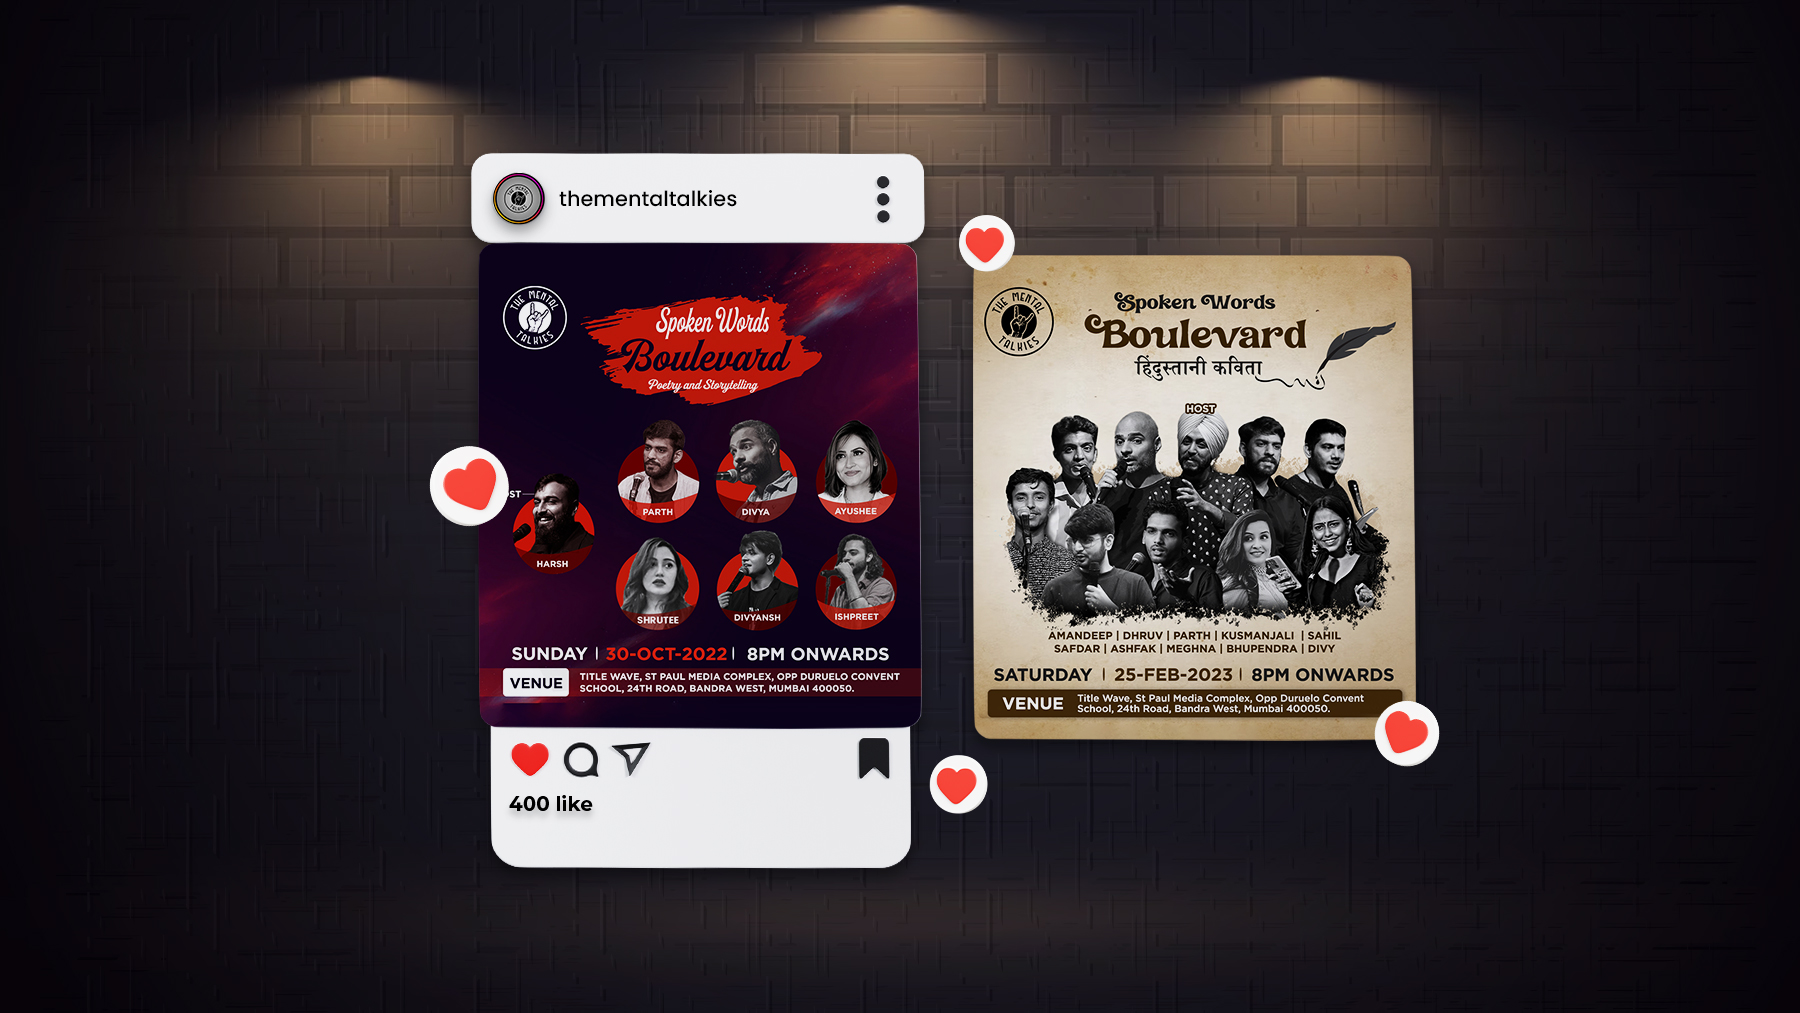 thementaltalkies
THE MENTAL
TALKIES
Spoken Words
Boulevard
Poetry and Storytelling
PARTH
DIVYA
AYUSHEE
HARSH
SHRUTEE
DIVYANSH
ISHPREET
SUNDAY | 30-OCT-2022 | 8PM ONWARDS
VENUE
TITLE WAVE, ST PAUL MEDIA COMPLEX, OPP DURUELO CONVENT
SCHOOL, 24TH ROAD, BANDRA WEST, MUMBAI 400050.
400 like
THE MENTAL
TALKIES
Spoken Words
Boulevard
हिंदुस्तानी कविता
HOST
AMANDEEP | DHRUV | PARTH | KUSMANJALI | SAHIL
SAFDAR | ASHFAK | MEGHNA | BHUPENDRA | DIVY
SATURDAY | 25-FEB-2023 | 8PM ONWARDS
VENUE
Title Wave, St Paul Media Complex, Opp Duruelo Convent
School, 24th Road, Bandra West, Mumbai 400050.